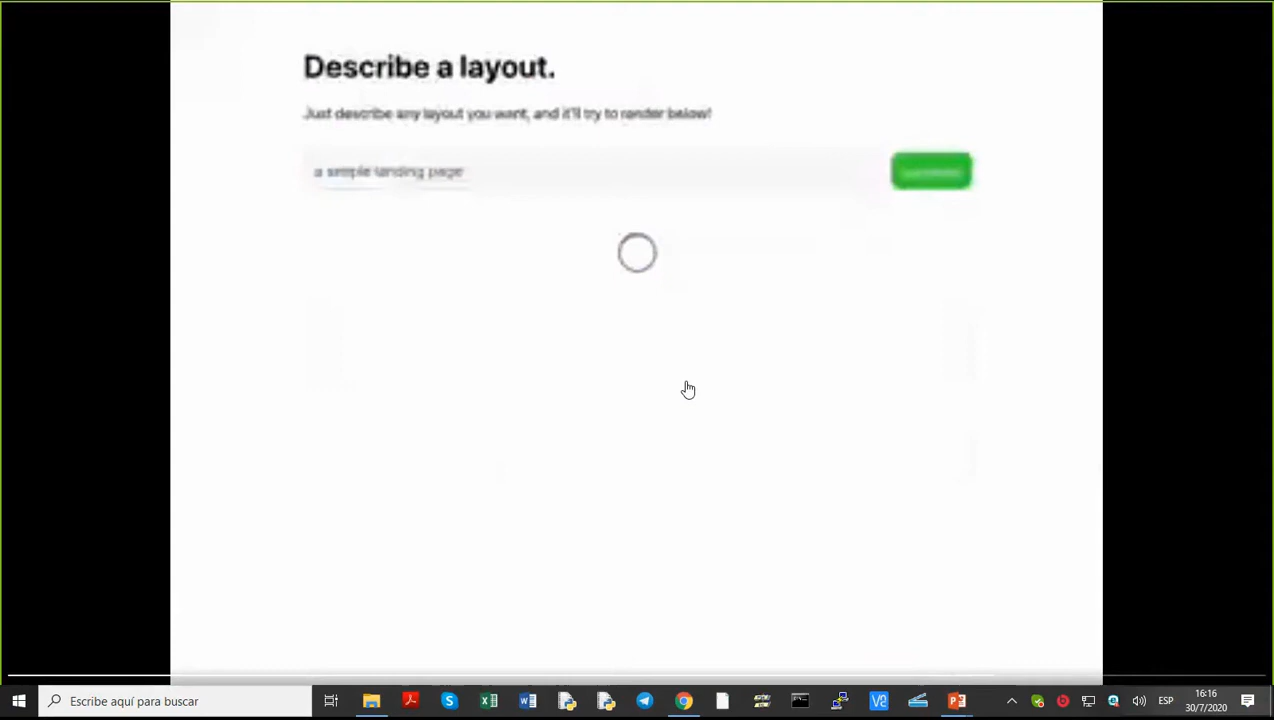 Describe a layout.
Just describe any layout you want, and it'll try to render below!
a simple landing page
Escribe aquí para buscar
ESP
16:16
30/7/2020